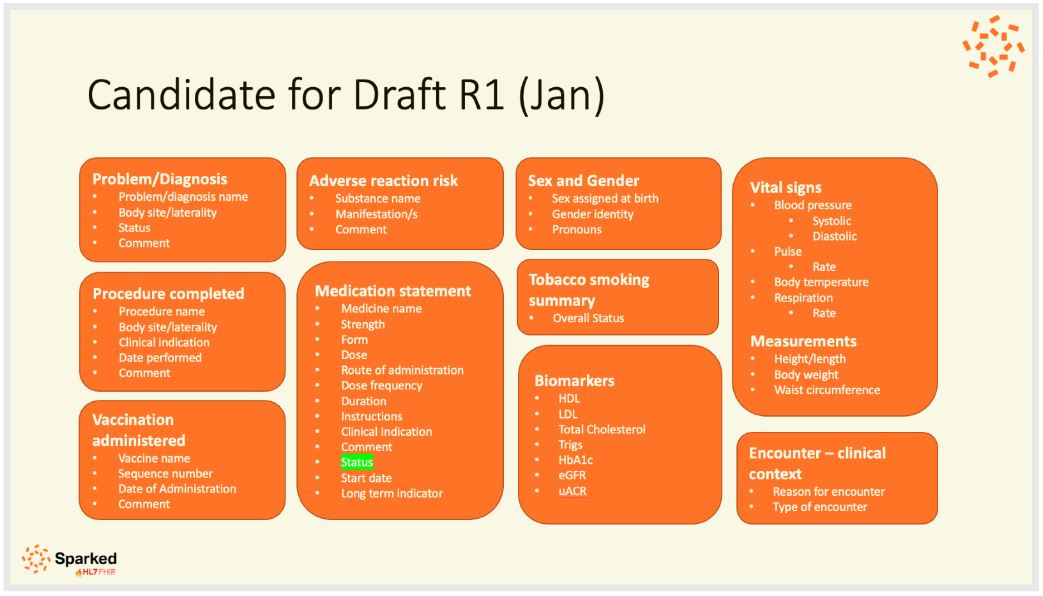 Candidate for Draft R1 (Jan)
Problem/Diagnosis
• Problem/diagnosis name
• Body site/laterality
• Status
• Comment
Procedure completed
• Procedure name
• Body site/laterality
• Clinical indication
• Date performed
• Comment
Vaccination
administered
• Vaccine name
• Sequence number
• Date of Administration
• Comment
Adverse reaction risk
• Substance name
• Manifestation/s
• Comment
Medication statement
• Medicine name
• Strength
• Form
• Dose
• Route of administration
• Dose frequency
• Duration
• Instructions
• Clinical Indication
• Comment
• Status
• Start date
• Long term indicator
Sex and Gender
• Sex assigned at birth
• Gender identity
• Pronouns
Tobacco smoking
summary
• Overall Status
Biomarkers
• HDL
• LDL
• Total Cholesterol
• Trigs
• HbA1c
• eGFR
• uACR
Vital signs
• Blood pressure
• Systolic
• Diastolic
• Pulse
• Rate
• Body temperature
• Respiration
• Rate
Measurements
• Height/length
• Body weight
• Waist circumference
Encounter – clinical
context
• Reason for encounter
• Type of encounter
Sparked
HL7 FHIR